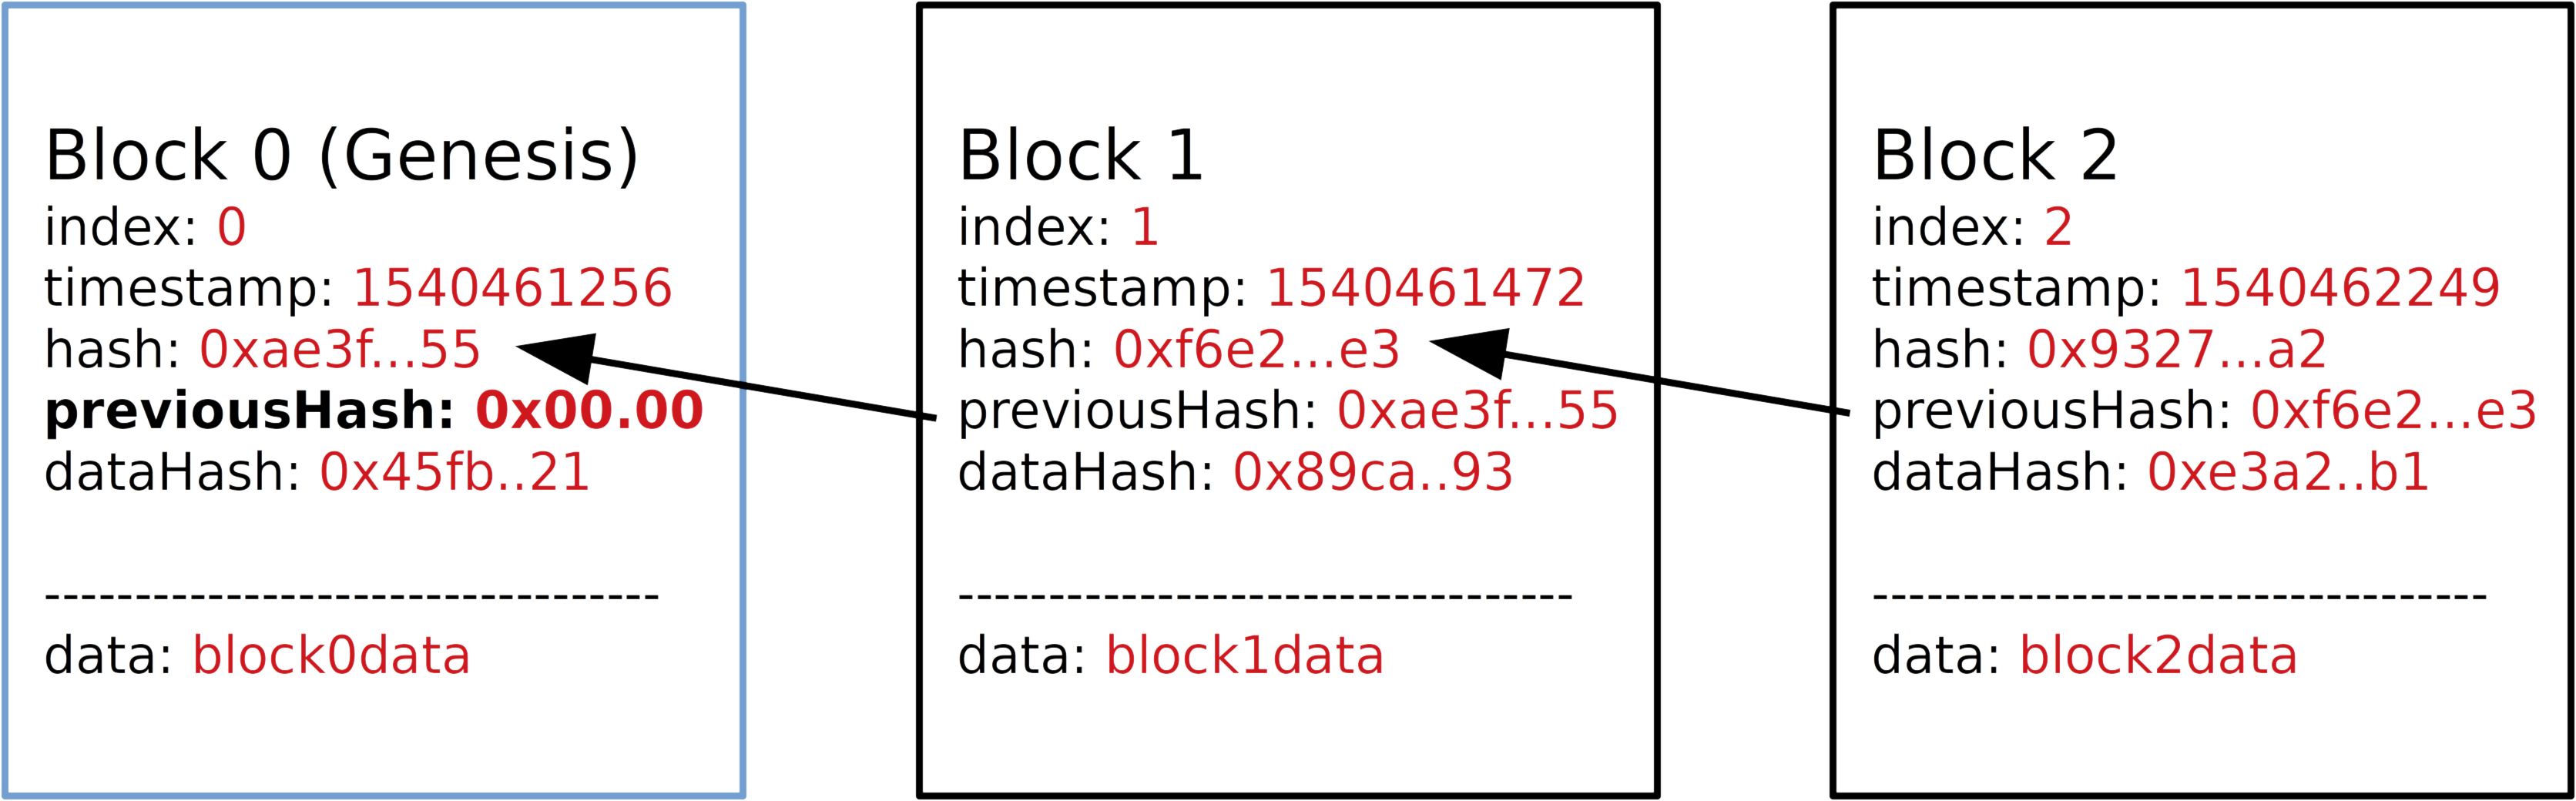 Block 0 (Genesis)
index: 0
timestamp: 1540461256
hash: 0xae3f...55
previousHash: 0x00.00
dataHash: 0x45fb..21
----------------------------------
data: block0data
Block 1
index: 1
timestamp: 1540461472
hash: 0xf6e2...e3
previousHash: 0xae3f...55
dataHash: 0x89ca..93
----------------------------------
data: block1data
Block 2
index: 2
timestamp: 1540462249
hash: 0x9327...a2
previousHash: 0xf6e2...e3
dataHash: 0xe3a2..b1
----------------------------------
data: block2data